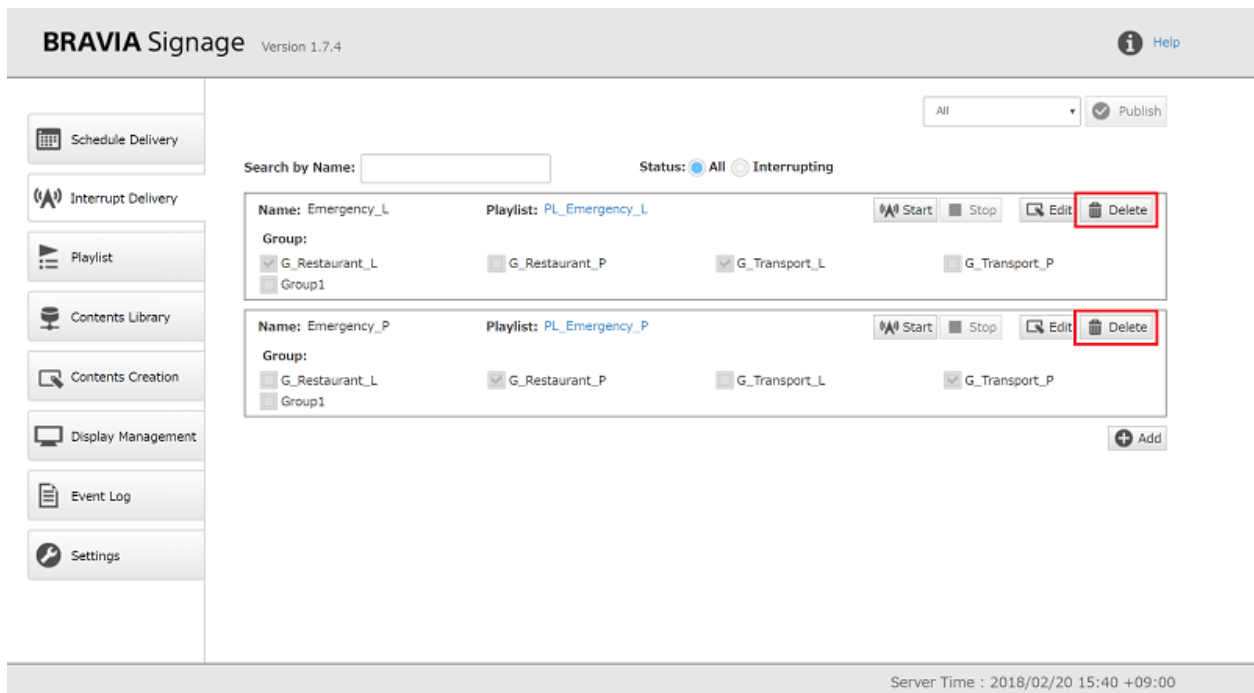 BRAVIA Signage Version 1.7.4
Help
All
Publish
Schedule Delivery
Interrupt Delivery
Playlist
Contents Library
Contents Creation
Display Management
Event Log
Settings
Search by Name:
Status: All Interrupting
Name: Emergency_L Playlist: PL_Emergency_L Start Stop Edit Delete
Group:
G_Restaurant_L G_Restaurant_P G_Transport_L G_Transport_P
Group1
Name: Emergency_P Playlist: PL_Emergency_P Start Stop Edit Delete
Group:
G_Restaurant_L G_Restaurant_P G_Transport_L G_Transport_P
Group1
Add
Server Time : 2018/02/20 15:40 +09:00